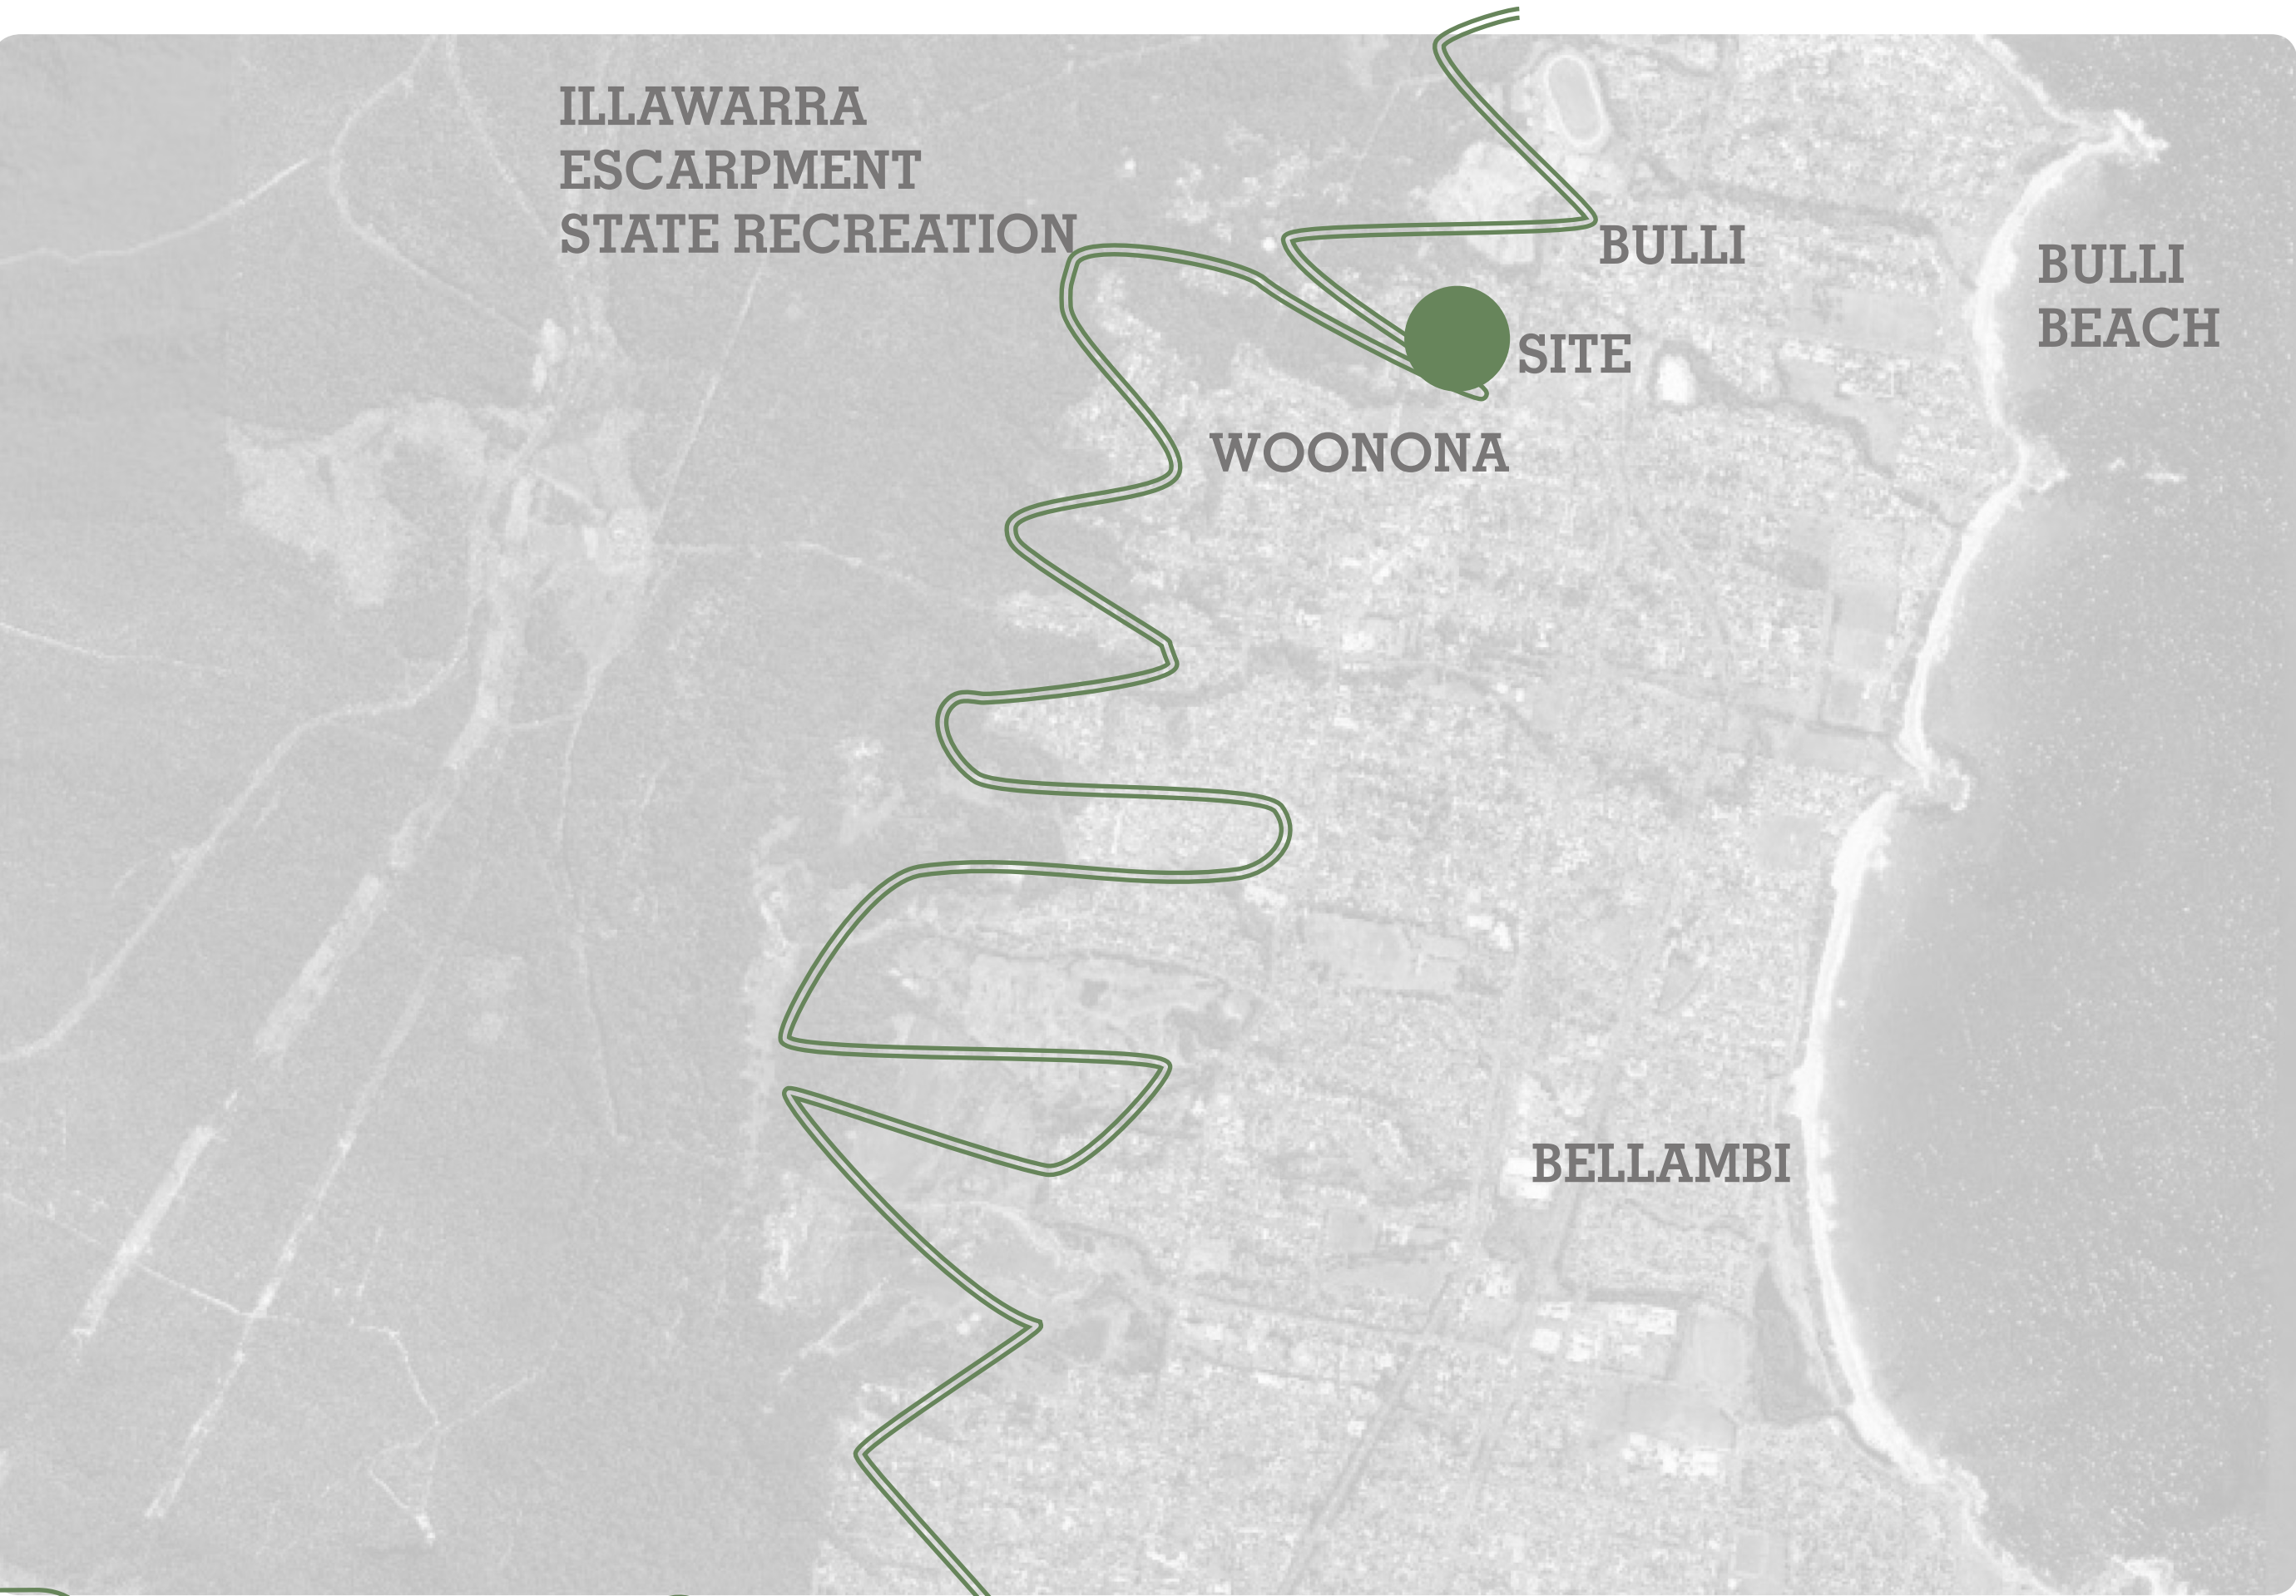 ILLAWARRA
ESCARPMENT
STATE RECREATION
BULLI
BULLI
BEACH
SITE
WOONONA
BELLAMBI